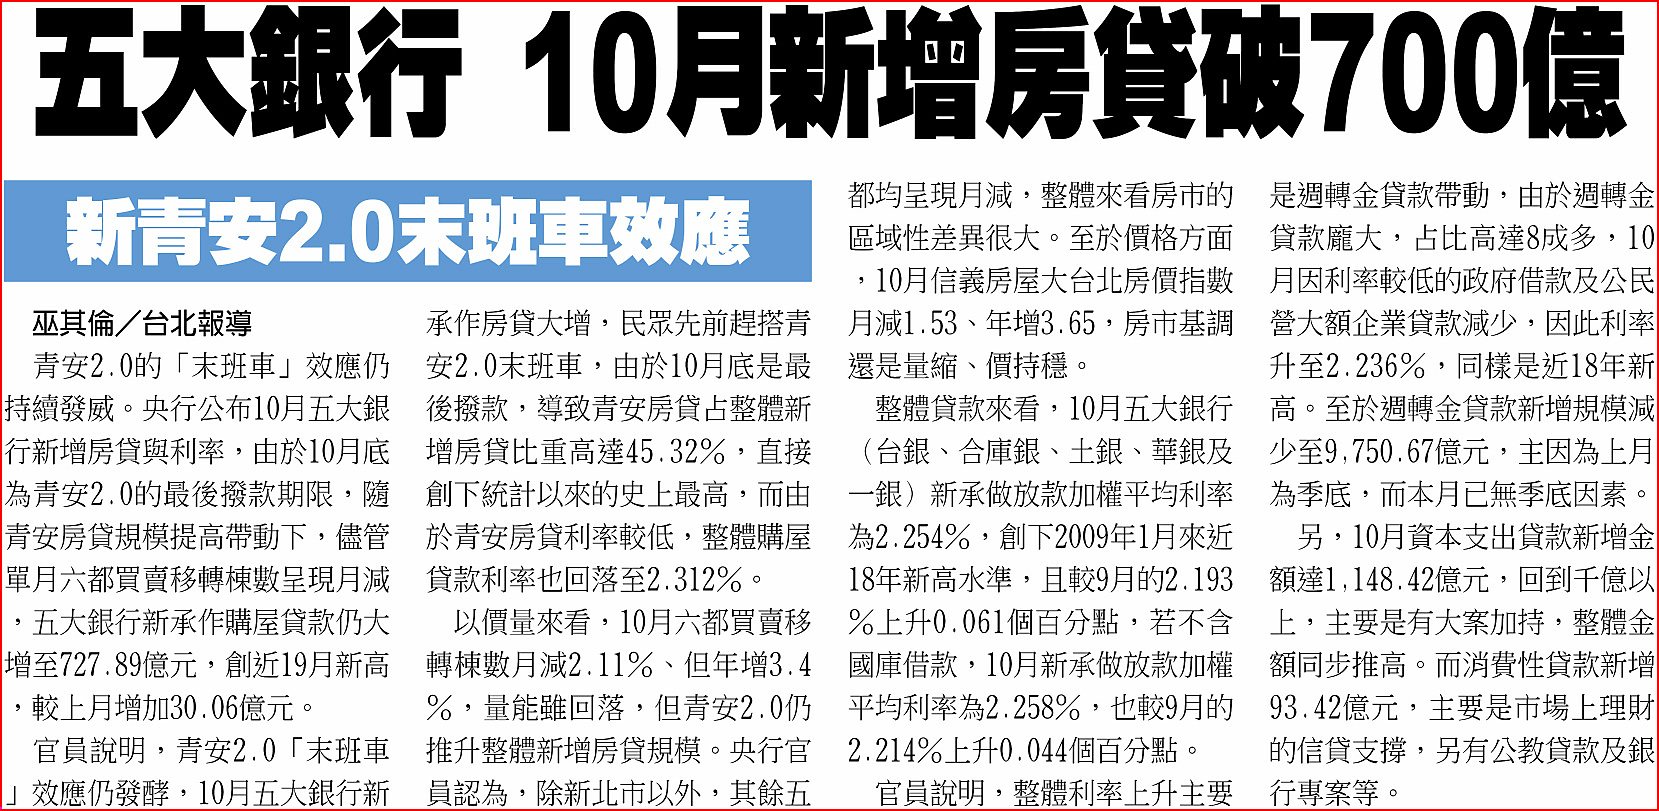 五大銀行 10月新增房貸破700億
新青安2.0末班車效應
巫其倫／台北報導
青安2.0的「末班車」效應仍
持續發威。央行公布10月五大銀
行新增房貸與利率，由於10月底
為青安2.0的最後撥款期限，隨
青安房貸規模提高帶動下，儘管
單月六都買賣移轉棟數呈現月減
，五大銀行新承作購屋貸款仍大
增至727.89億元，創近19月新高
，較上月增加30.06億元。
官員說明，青安2.0「末班車
」效應仍發酵，10月五大銀行新
承作房貸大增，民眾先前趕搭青
安2.0末班車，由於10月底是最
後撥款，導致青安房貸占整體新
增房貸比重高達45.32%，直接
創下統計以來的史上最高，而由
於青安房貸利率較低，整體購屋
貸款利率也回落至2.312%。
以價量來看，10月六都買賣移
轉棟數月減2.11%、但年增3.4
%，量能雖回落，但青安2.0仍
推升整體新增房貸規模。央行官
員認為，除新北市以外，其餘五
都均呈現月減，整體來看房市的
區域性差異很大。至於價格方面
，10月信義房屋大台北房價指數
月減1.53、年增3.65，房市基調
還是量縮、價持穩。
整體貸款來看，10月五大銀行
（台銀、合庫銀、土銀、華銀及
一銀）新承做放款加權平均利率
為2.254%，創下2009年1月來近
18年新高水準，且較9月的2.193
%上升0.061個百分點，若不含
國庫借款，10月新承做放款加權
平均利率為2.258%，也較9月的
2.214%上升0.044個百分點。
官員說明，整體利率上升主要
是週轉金貸款帶動，由於週轉金
貸款龐大，占比高達8成多，10
月因利率較低的政府借款及公民
營大額企業貸款減少，因此利率
升至2.236%，同樣是近18年新
高。至於週轉金貸款新增規模減
少至9,750.67億元，主因為上月
為季底，而本月已無季底因素。
另，10月資本支出貸款新增金
額達1,148.42億元，回到千億以
上，主要是有大案加持，整體金
額同步推高。而消費性貸款新增
93.42億元，主要是市場上理財
的信貸支撐，另有公教貸款及銀
行專案等。